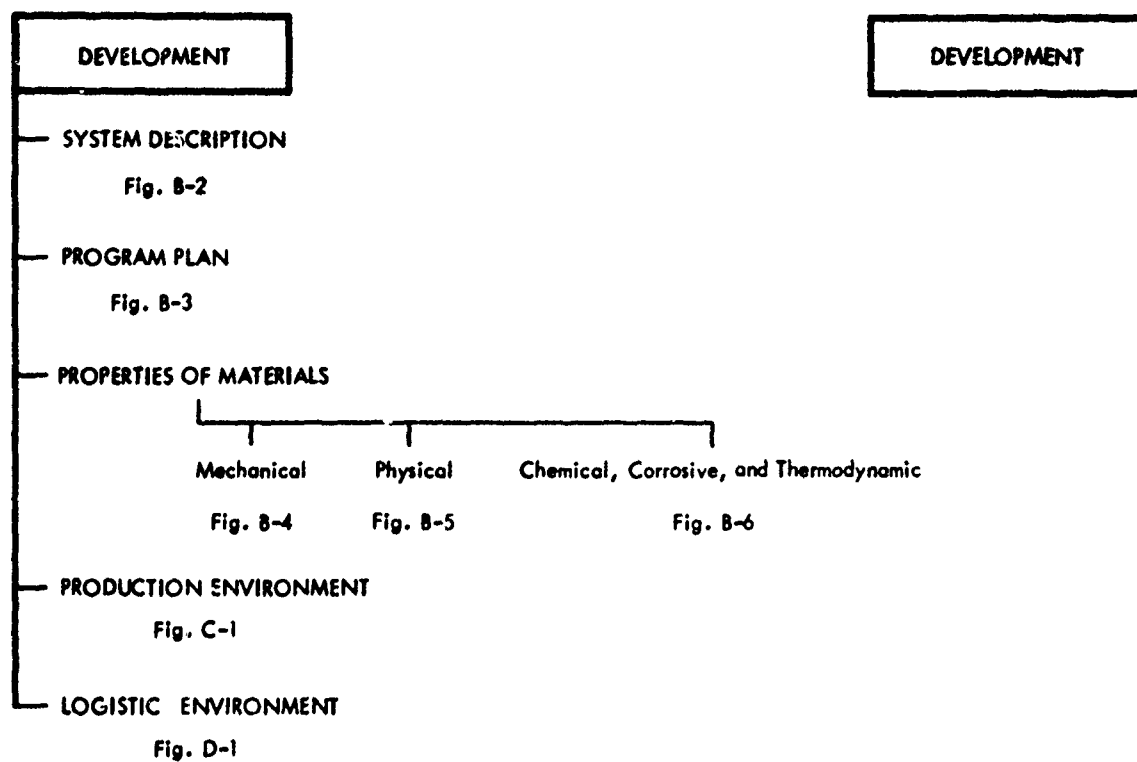 DEVELOPMENT
DEVELOPMENT
SYSTEM DESCRIPTION
Fig. B-2
PROGRAM PLAN
Fig. B-3
PROPERTIES OF MATERIALS
Mechanical Physical Chemical, Corrosive, and Thermodynamic
Fig. B-4 Fig. B-5 Fig. B-6
PRODUCTION ENVIRONMENT
Fig. C-1
LOGISTIC ENVIRONMENT
Fig. D-1